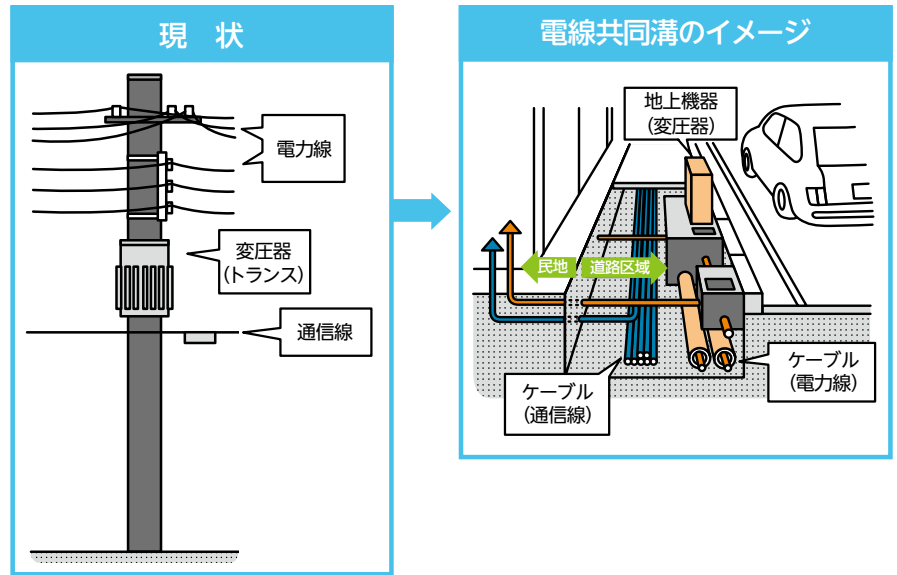 現 状
電力線
変圧器
(トランス)
通信線
電線共同溝のイメージ
地上機器
(変圧器)
民地
道路区域
ケーブル
(通信線)
ケーブル
(電力線)